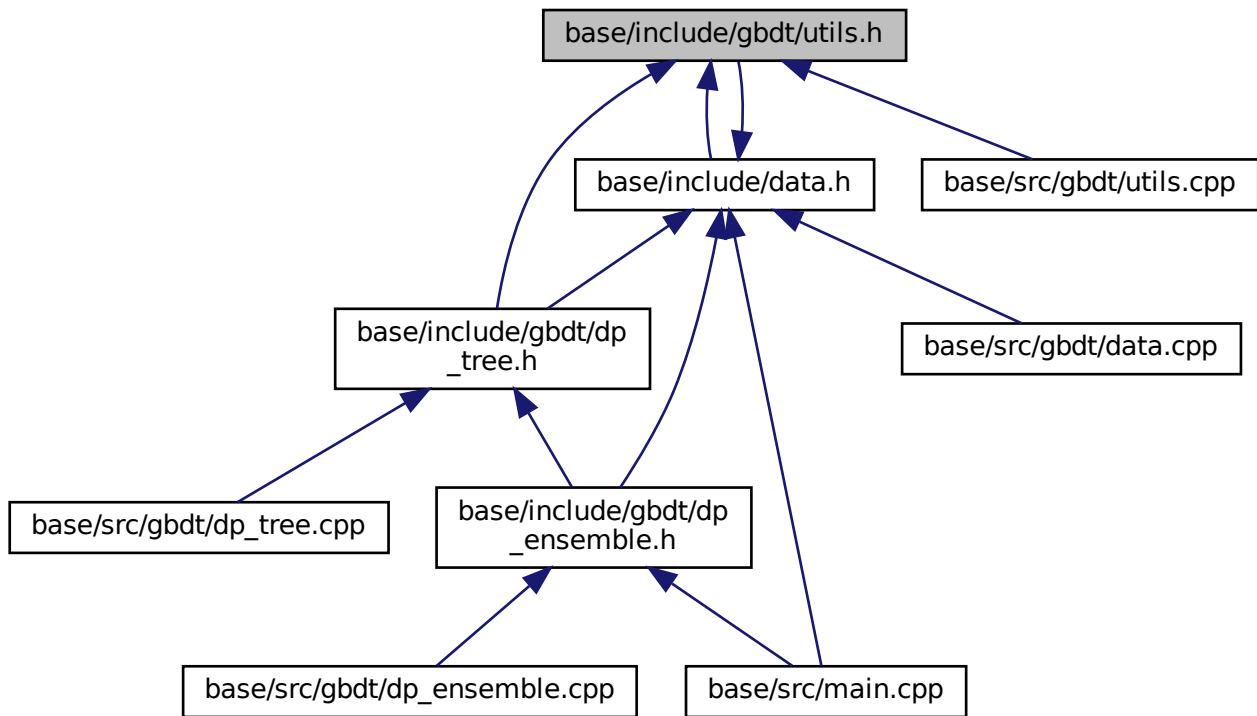 base/include/gbdt/utils.h
base/include/data.h
base/src/gbdt/utils.cpp
base/include/gbdt/dp
_tree.h
base/src/gbdt/data.cpp
base/src/gbdt/dp_tree.cpp
base/include/gbdt/dp
_ensemble.h
base/src/gbdt/dp_ensemble.cpp
base/src/main.cpp